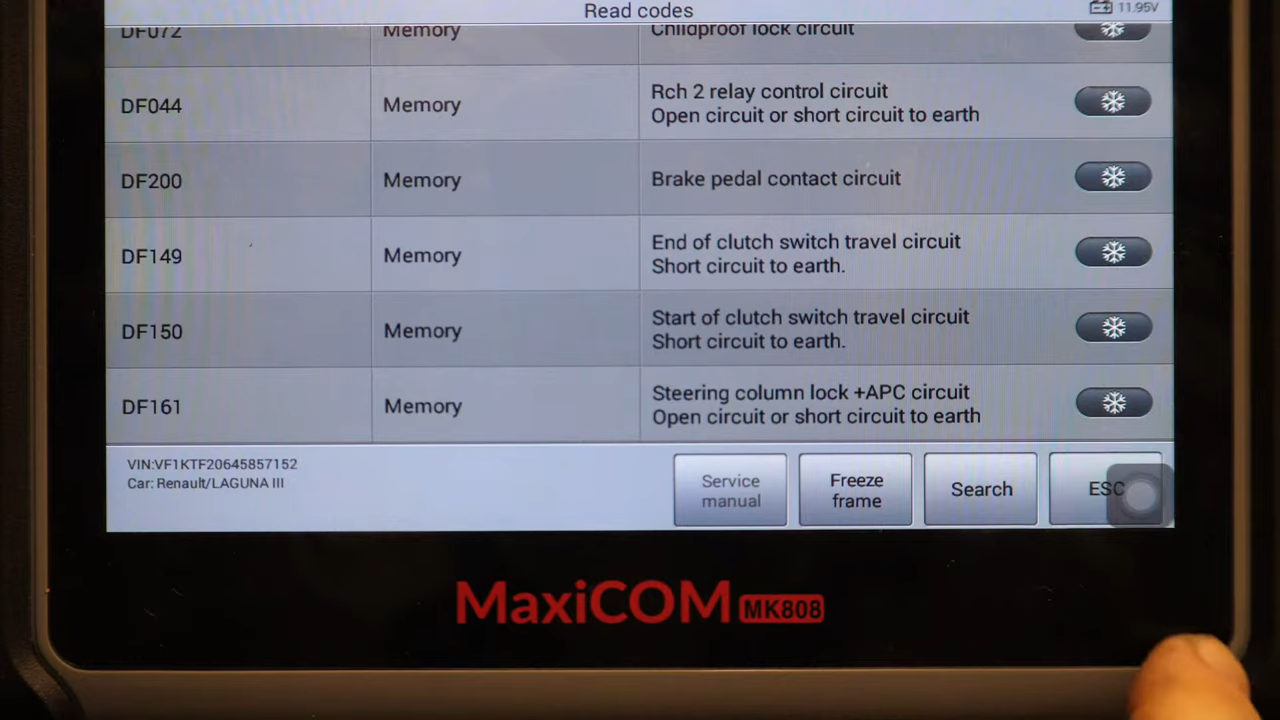 Read codes
11.95V
DF072
Memory
Childproof lock circuit
DF044
Memory
Rch 2 relay control circuit
Open circuit or short circuit to earth
DF200
Memory
Brake pedal contact circuit
DF149
Memory
End of clutch switch travel circuit
Short circuit to earth.
DF150
Memory
Start of clutch switch travel circuit
Short circuit to earth.
DF161
Memory
Steering column lock +APC circuit
Open circuit or short circuit to earth
VIN:VF1KTF20645857152
Car: Renault/LAGUNA III
Service
manual
Freeze
frame
Search
ESC
MaxiCOM MK808